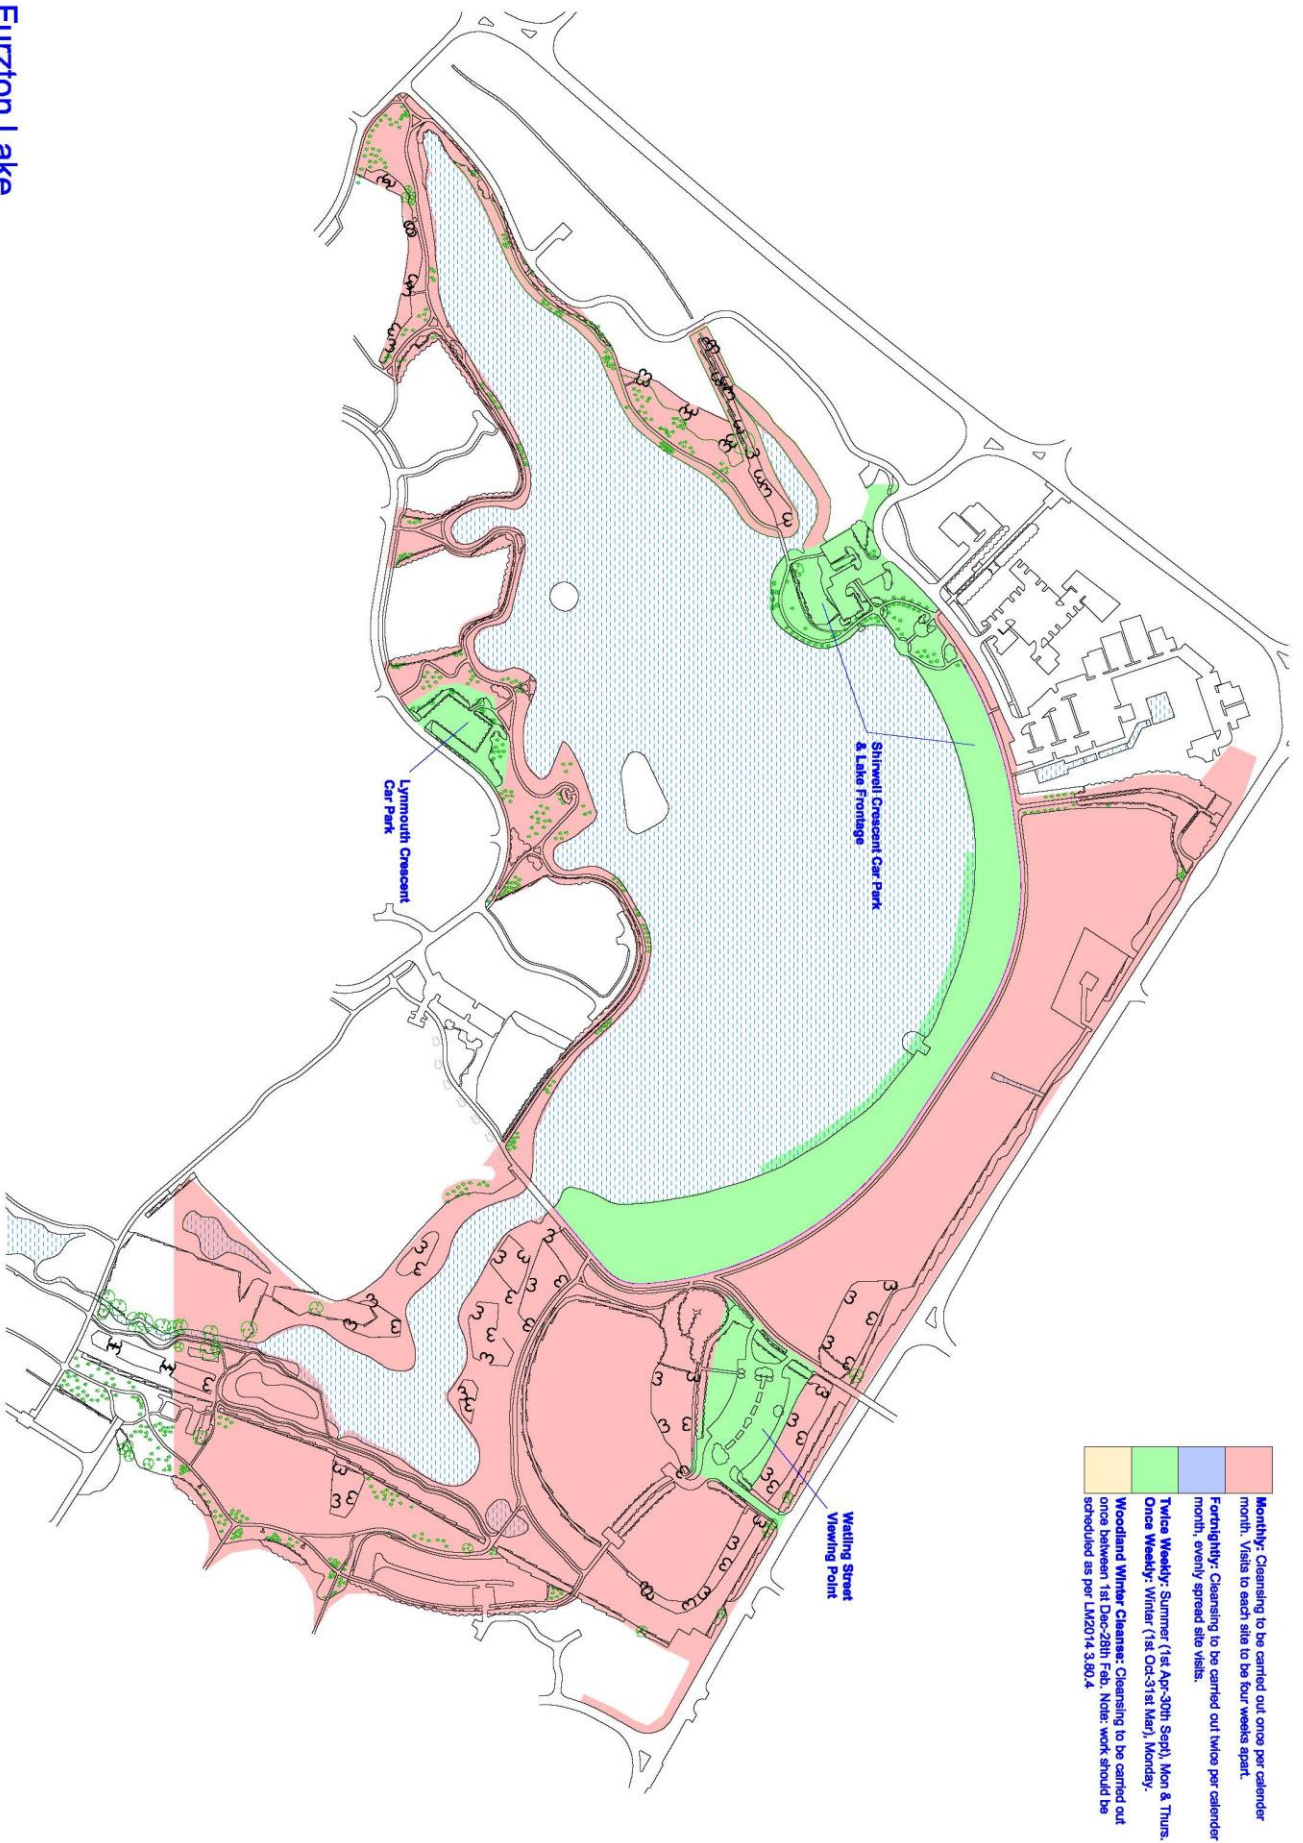 Furzton Lake
Monthly: Cleansing to be carried out once per calender
month. Visits to each site to be four weeks apart.
Fortnightly: Cleansing to be carried out twice per calender
month, evenly spread site visits.
Twice Weekly: Summer (1st Apr-30th Sept), Mon & Thurs.
Once Weekly: Winter (1st Oct-31st Mar), Monday.
Woodland Winter Cleanse: Cleansing to be carried out
once between 1st Dec-28th Feb. Note: work should be
scheduled as per LM2014 3.80.4
Shirwell Crescent Car Park
& Lake Frontage
Lynmouth Crescent
Car Park
Watling Street
Viewing Point